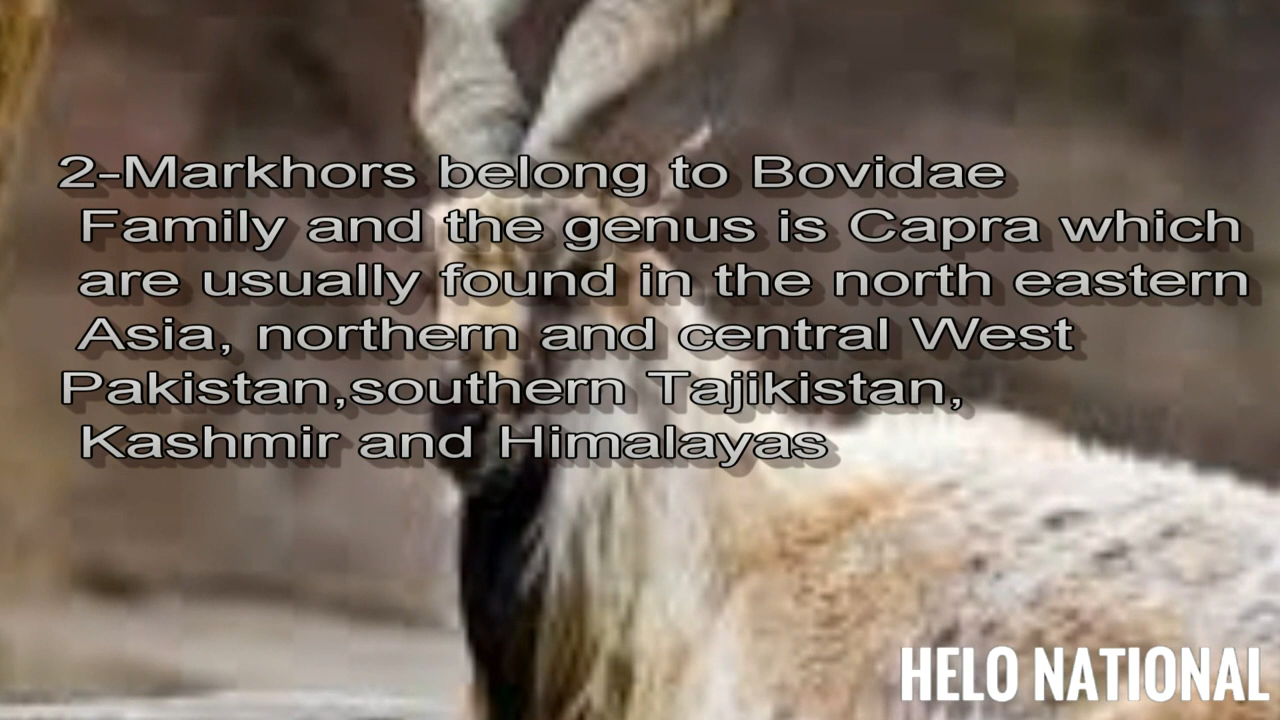 2-Markhors belong to Bovidae
Family and the genus is Capra which
are usually found in the north eastern
Asia, northern and central West
Pakistan,southern Tajikistan,
Kashmir and Himalayas
HELO NATIONAL